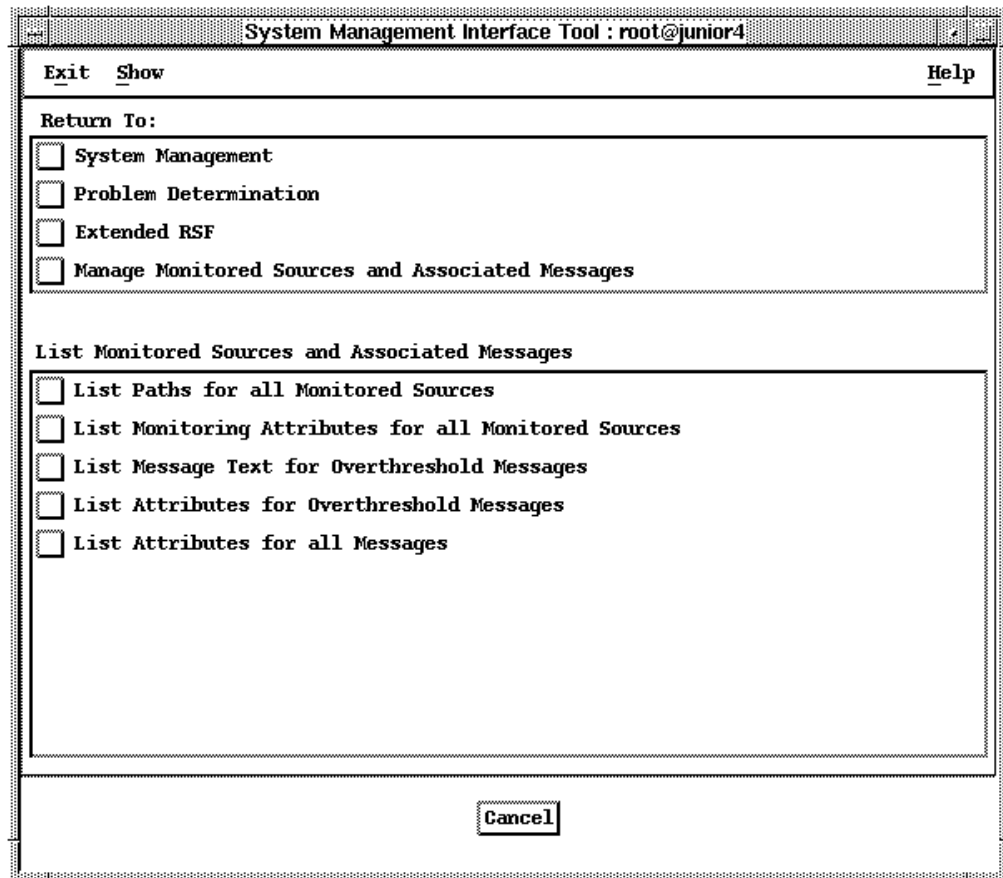 System Management Interface Tool : root@junior4
Exit Show Help
Return To:
System Management
Problem Determination
Extended RSF
Manage Monitored Sources and Associated Messages
List Monitored Sources and Associated Messages
List Paths for all Monitored Sources
List Monitoring Attributes for all Monitored Sources
List Message Text for Overthreshold Messages
List Attributes for Overthreshold Messages
List Attributes for all Messages
Cancel